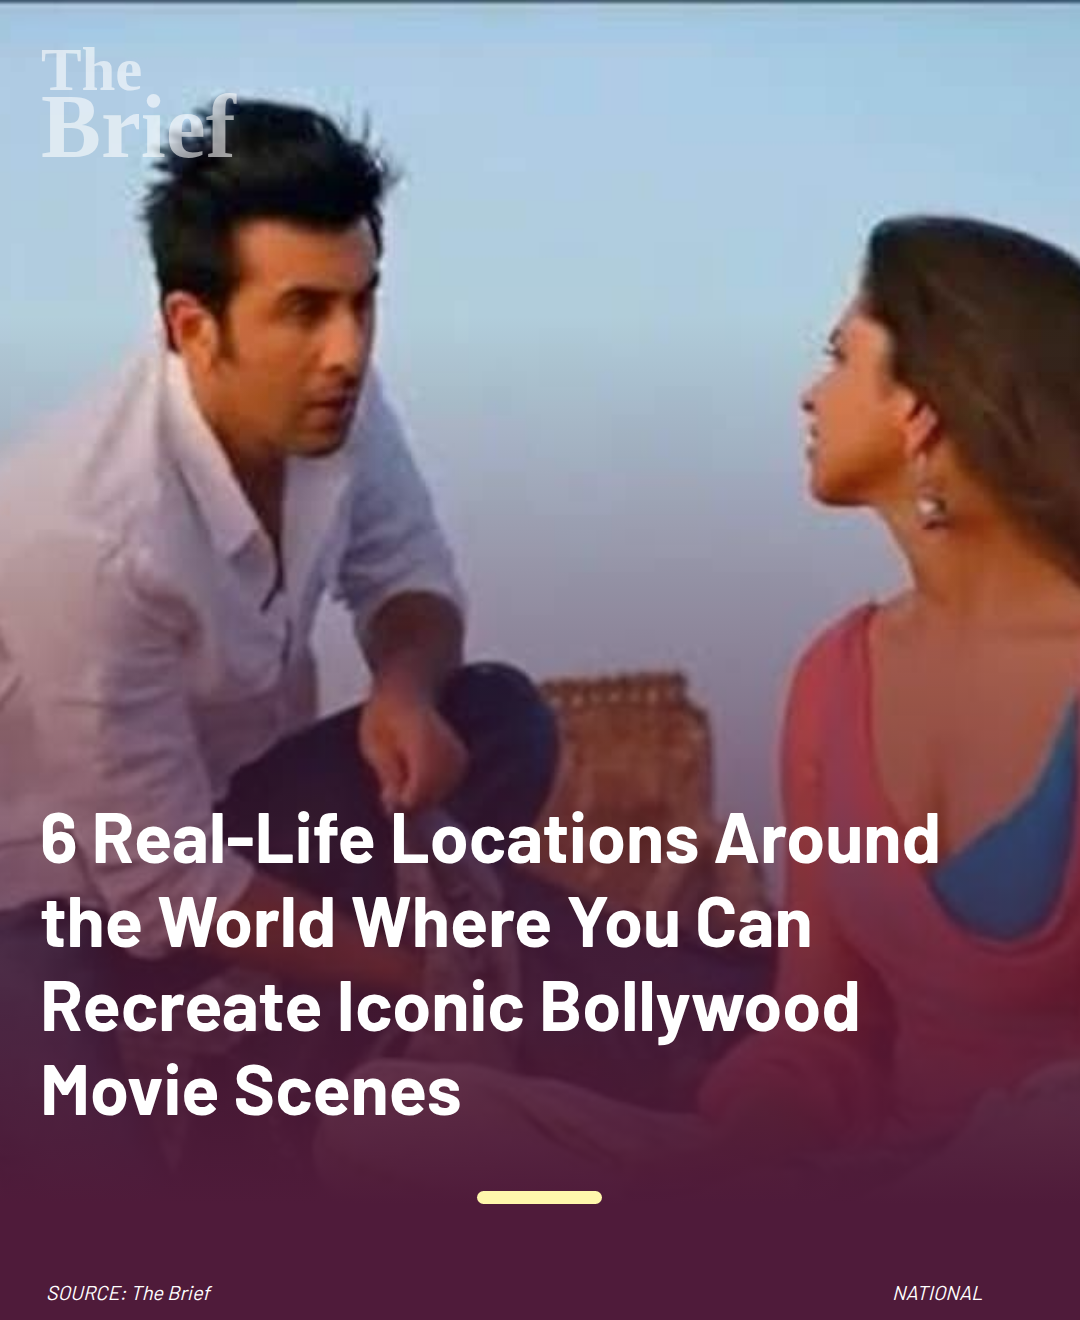 The
Brief
6 Real-Life Locations Around
the World Where You Can
Recreate Iconic Bollywood
Movie Scenes
SOURCE: The Brief
NATIONAL